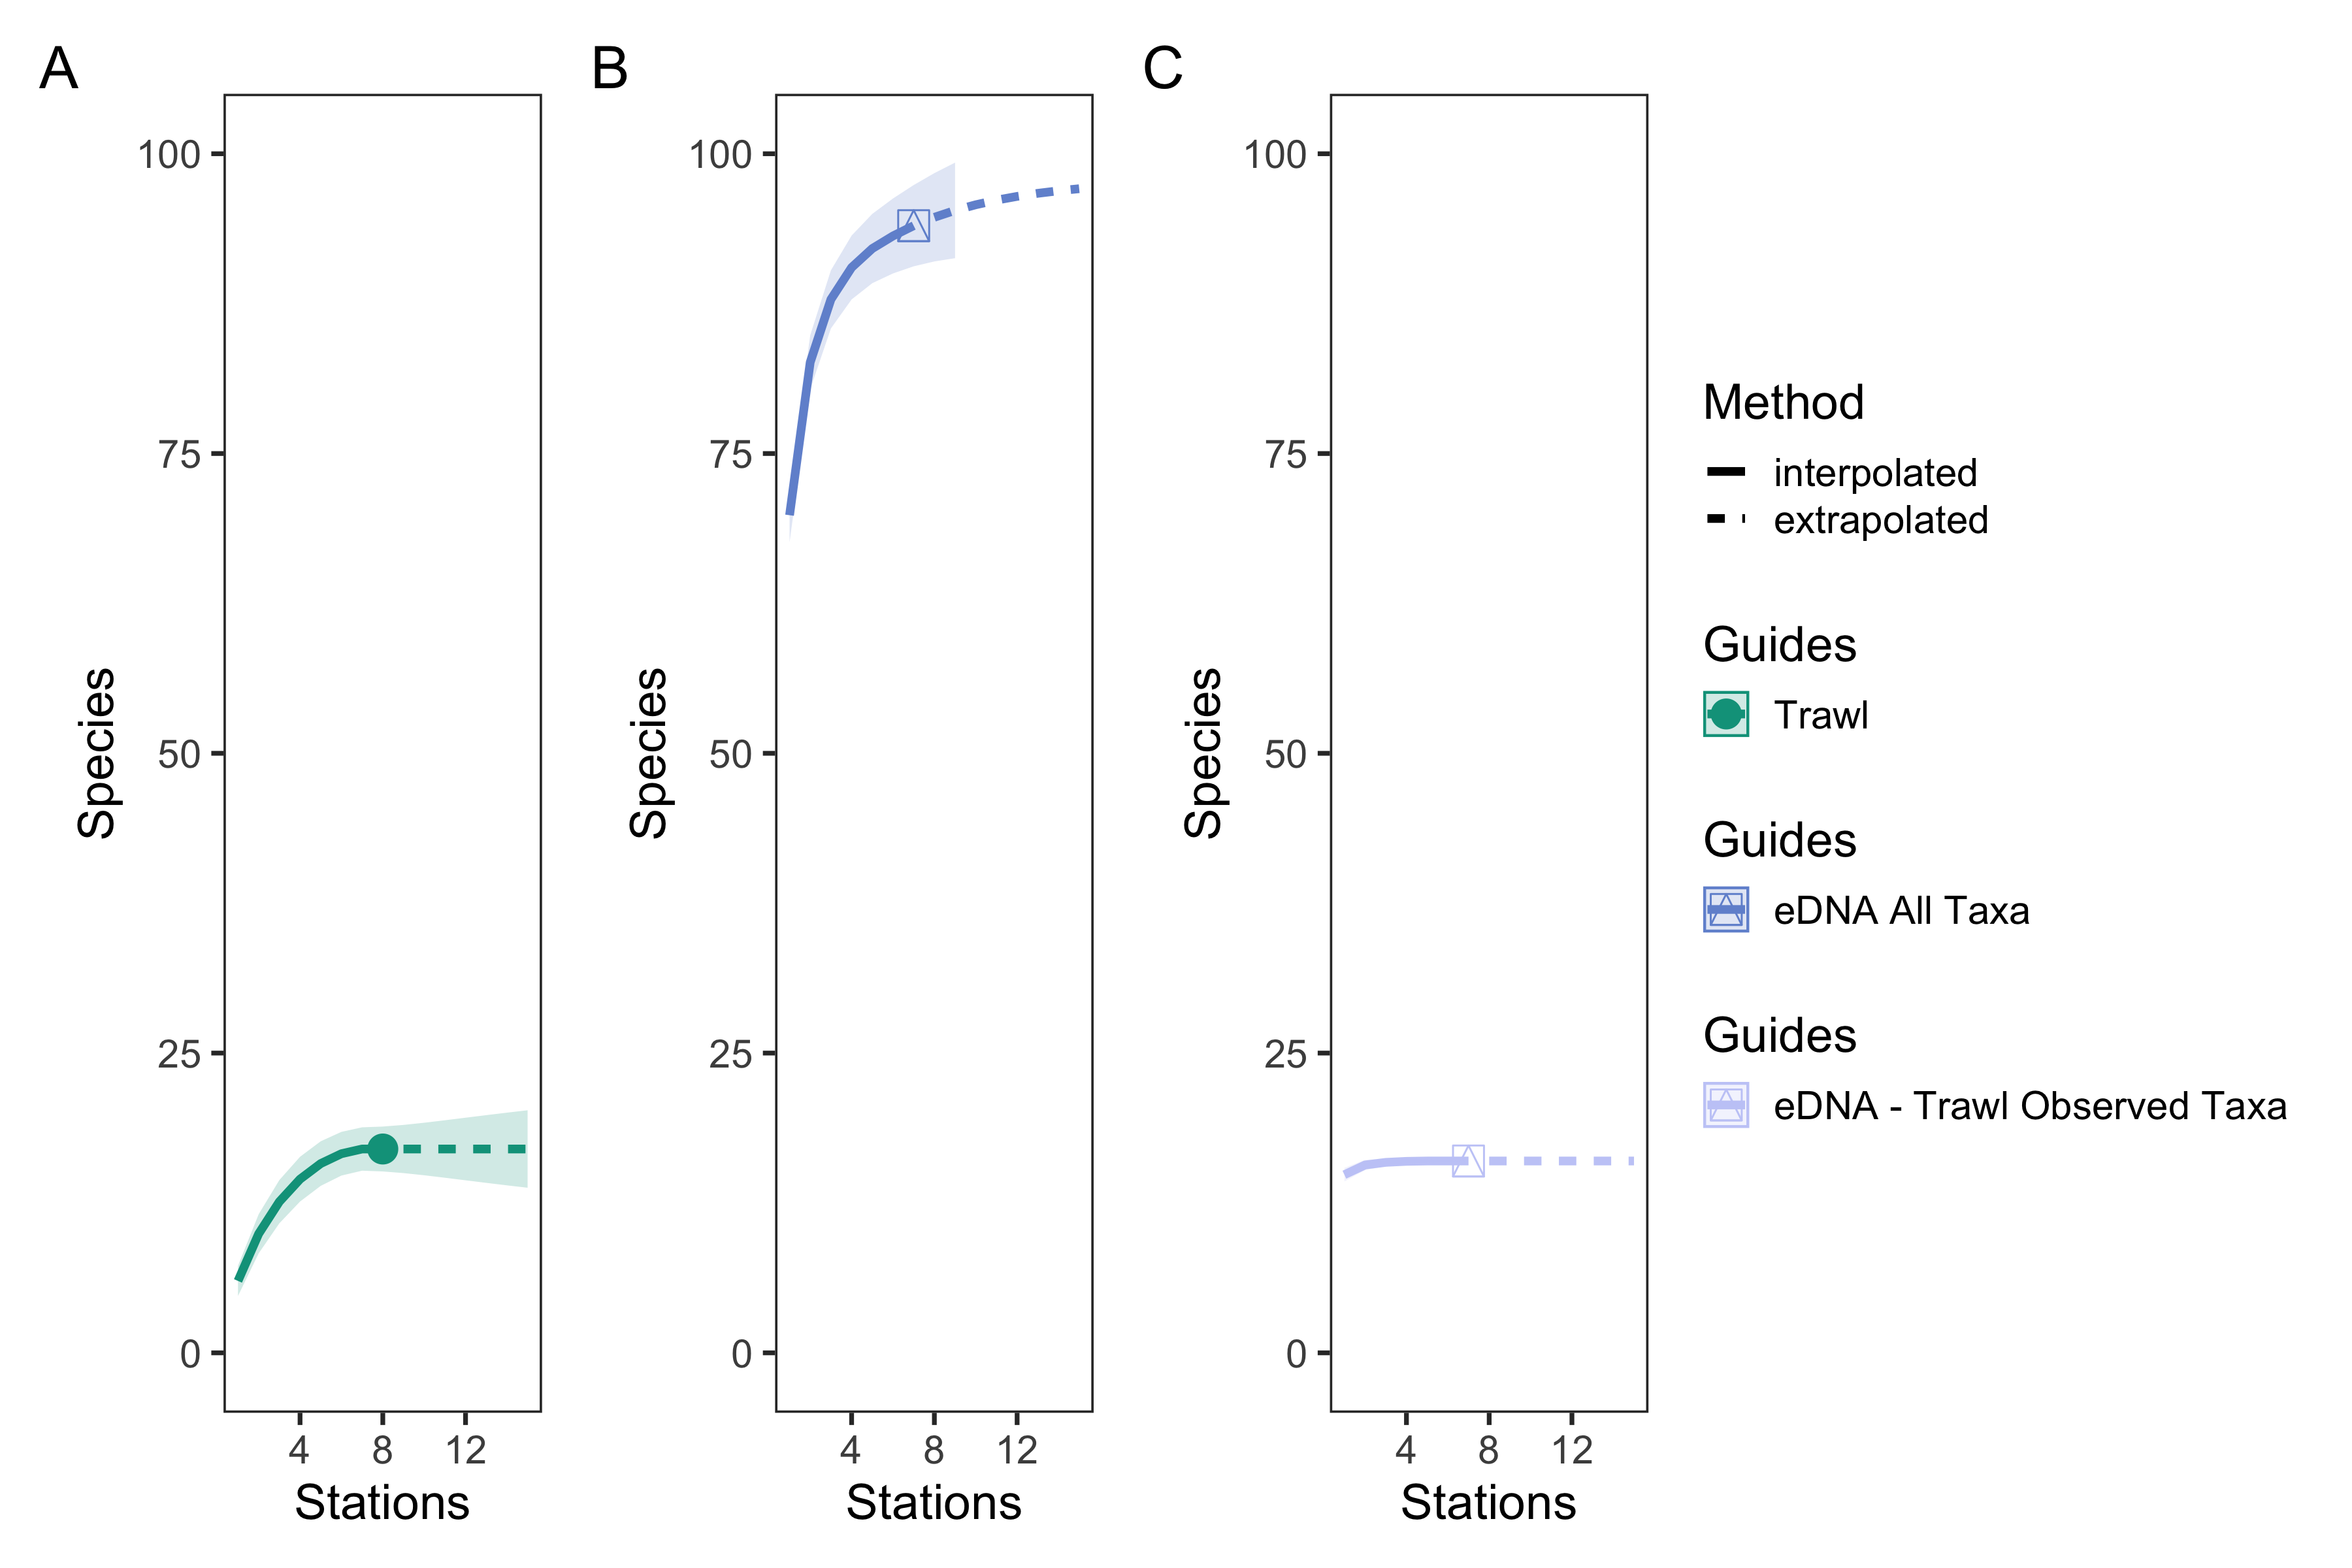 A
B
C
100
75
50
25
0
Species
4 8 12
Stations
100
75
50
25
0
Species
4 8 12
Stations
100
75
50
25
0
Species
4 8 12
Stations
Method
interpolated
extrapolated
Guides
Trawl
Guides
eDNA All Taxa
Guides
eDNA - Trawl Observed Taxa